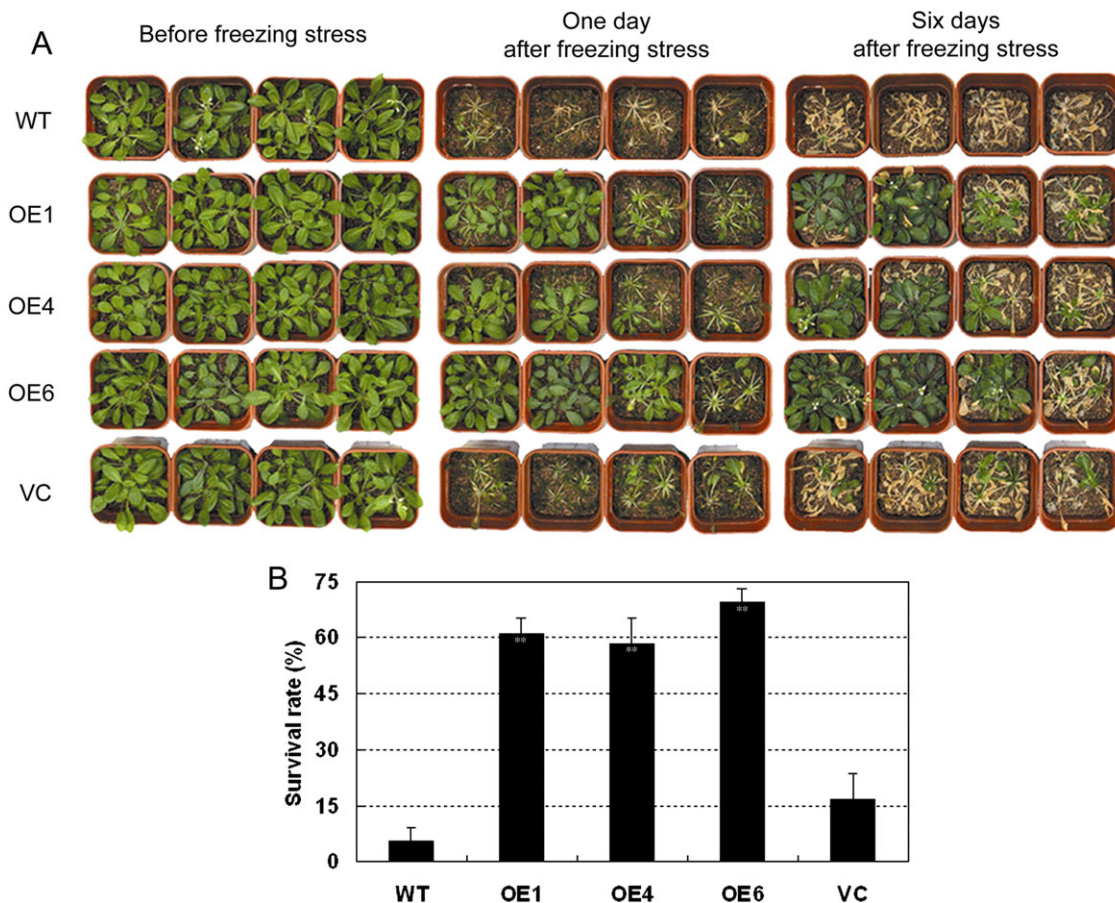 A
Before freezing stress
One day
after freezing stress
Six days
after freezing stress
WT
OE1
OE4
OE6
VC
B
Survival rate (%)
75
60
45
30
15
0
**
**
**
WT OE1 OE4 OE6 VC